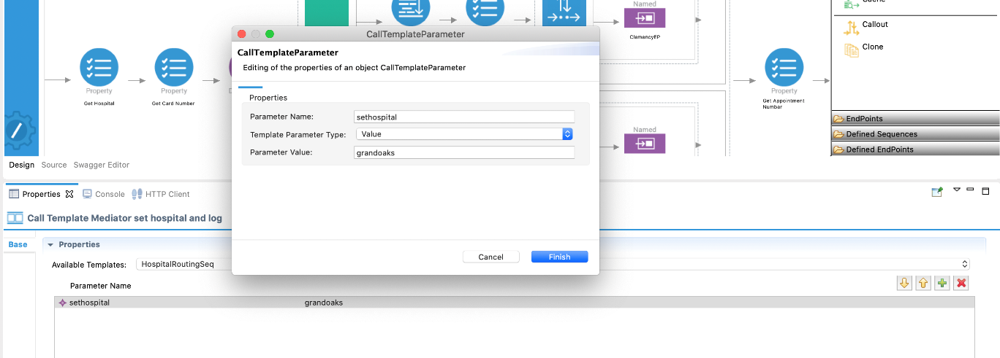 Named
Cache
CallTemplateParameter
ClemencyEP
Callout
CallTemplateParameter
Clone
Editing of the properties of an object CallTemplateParameter
Property
Property
Property
Get Hospital
Get Card Number
Get Appointment
Number
Properties
Parameter Name:
sethospital
EndPoints
Template Parameter Type:
Value
Named
Defined Sequences
Parameter Value:
grandoaks
Defined EndPoints
Design
Source
Swagger Editor
Properties
Console
HTTP Client
Call Template Mediator set hospital and log
Base
Properties
Cancel
Finish
Available Templates:
HospitalRoutingSeq
Parameter Name
sethospital
grandoaks